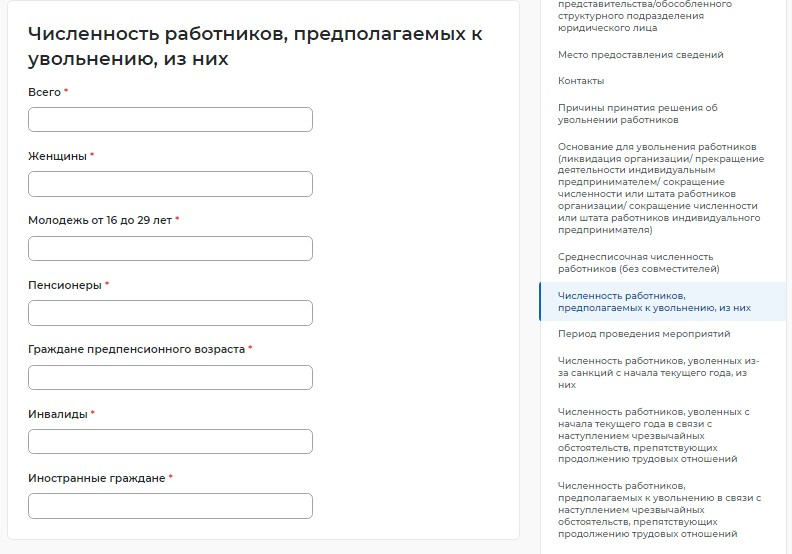 Численность работников, предполагаемых к
увольнению, из них
Всего *
Женщины *
Молодежь от 16 до 29 лет *
Пенсионеры *
Граждане предпенсионного возраста *
Инвалиды *
Иностранные граждане *
представительства/обособленного
структурного подразделения
юридического лица
Место предоставления сведений
Контакты
Причины принятия решения об
увольнении работников
Основание для увольнения работников
(ликвидация организации/ прекращение
деятельности индивидуальным
предпринимателем/ сокращение
численности или штата работников
организации/ сокращение численности
или штата работников индивидуального
предпринимателя)
Среднесписочная численность
работников (без совместителей)
Численность работников,
предполагаемых к увольнению, из них
Период проведения мероприятий
Численность работников, уволенных из-
за санкций с начала текущего года, из
них
Численность работников, уволенных с
начала текущего года в связи с
наступлением чрезвычайных
обстоятельств, препятствующих
продолжению трудовых отношений
Численность работников,
предполагаемых к увольнению в связи с
наступлением чрезвычайных
обстоятельств, препятствующих
продолжению трудовых отношений